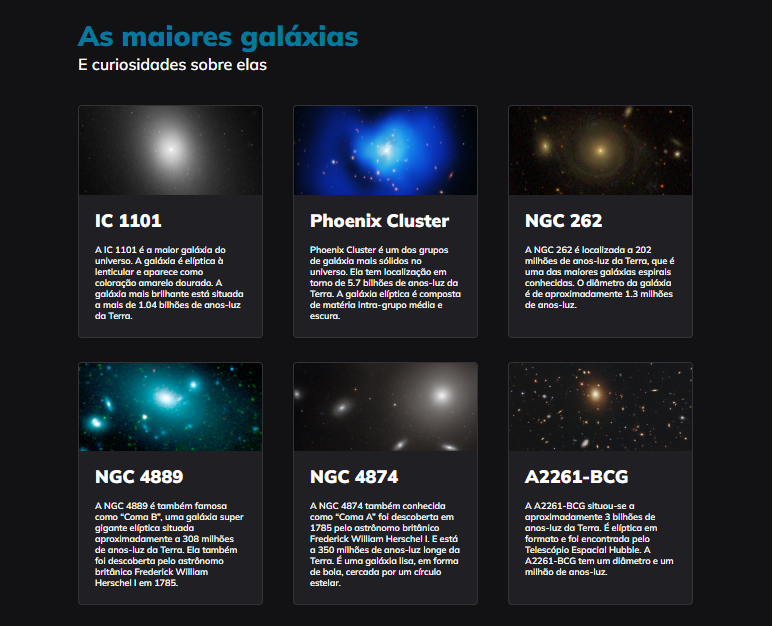 As maiores galáxias
E curiosidades sobre elas
IC 1101
A IC 1101 é a maior galáxia do
universo. A galáxia é elíptica à
lenticular e aparece como
coloração amarelo dourado. A
galáxia mais brilhante está situada
a mais de 1.04 bilhões de anos-luz
da Terra.
Phoenix Cluster
Phoenix Cluster é um dos grupos
de galáxia mais sólidos no
universo. Ela tem localização em
torno de 5.7 bilhões de anos-luz da
Terra. A galáxia elíptica é composta
de matéria intra-grupo média e
escura.
NGC 262
A NGC 262 é localizada a 202
milhões de anos-luz da Terra, que é
uma das maiores galáxias espirais
conhecidas. O diâmetro da galáxia
é de aproximadamente 1.3 milhões
de anos-luz.
NGC 4889
A NGC 4889 é também famosa
como “Coma B”, uma galáxia super
gigante elíptica situada
aproximadamente a 308 milhões
de anos-luz da Terra. Ela também
foi descoberta pelo astrônomo
britânico Frederick William
Herschel I em 1785.
NGC 4874
A NGC 4874 também conhecida
como “Coma A” foi descoberta em
1785 pelo astrônomo britânico
Frederick William Herschel I. E está
a 350 milhões de anos-luz longe da
Terra. É uma galáxia lisa, em forma
de bola, cercada por um círculo
estelar.
A2261-BCG
A A2261-BCG situou-se a
aproximadamente 3 bilhões de
anos-luz da Terra. É elíptica em
formato e foi encontrada pelo
Telescópio Espacial Hubble. A
A2261-BCG tem um diâmetro e um
milhão de anos-luz.